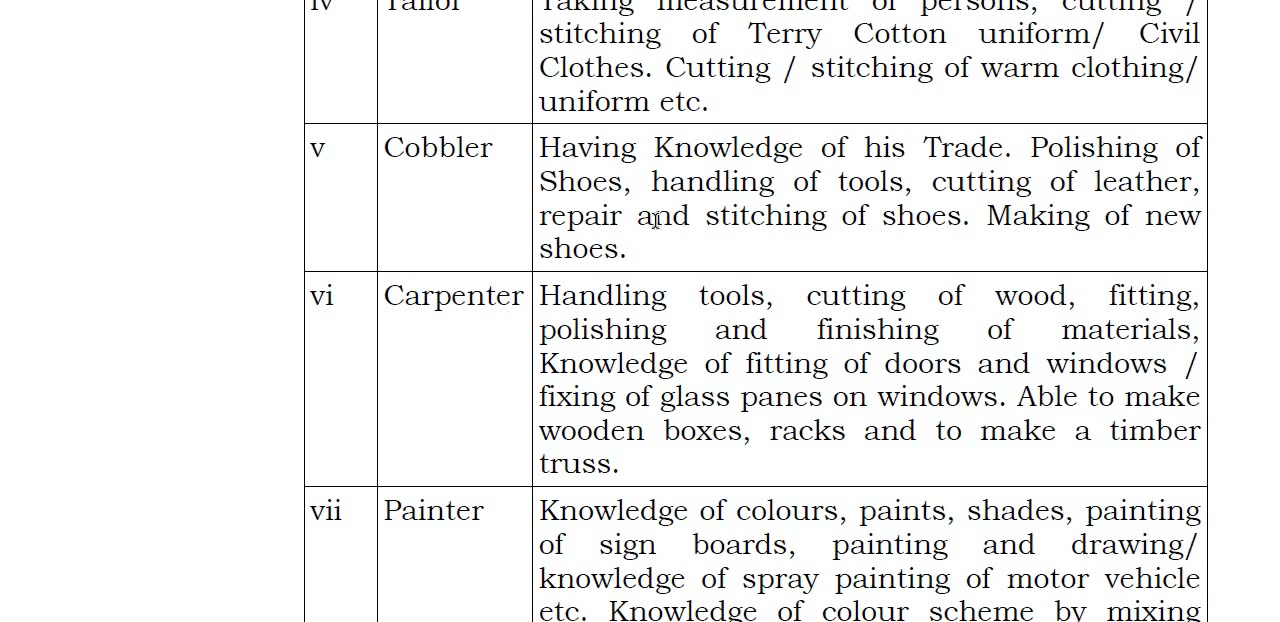 iv Tailor Taking measurement of persons, cutting /
stitching of Terry Cotton uniform/ Civil
Clothes. Cutting / stitching of warm clothing/
uniform etc.
v Cobbler Having Knowledge of his Trade. Polishing of
Shoes, handling of tools, cutting of leather,
repair and stitching of shoes. Making of new
shoes.
vi Carpenter Handling tools, cutting of wood, fitting,
polishing and finishing of materials,
Knowledge of fitting of doors and windows /
fixing of glass panes on windows. Able to make
wooden boxes, racks and to make a timber
truss.
vii Painter Knowledge of colours, paints, shades, painting
of sign boards, painting and drawing/
knowledge of spray painting of motor vehicle
etc. Knowledge of colour scheme by mixing